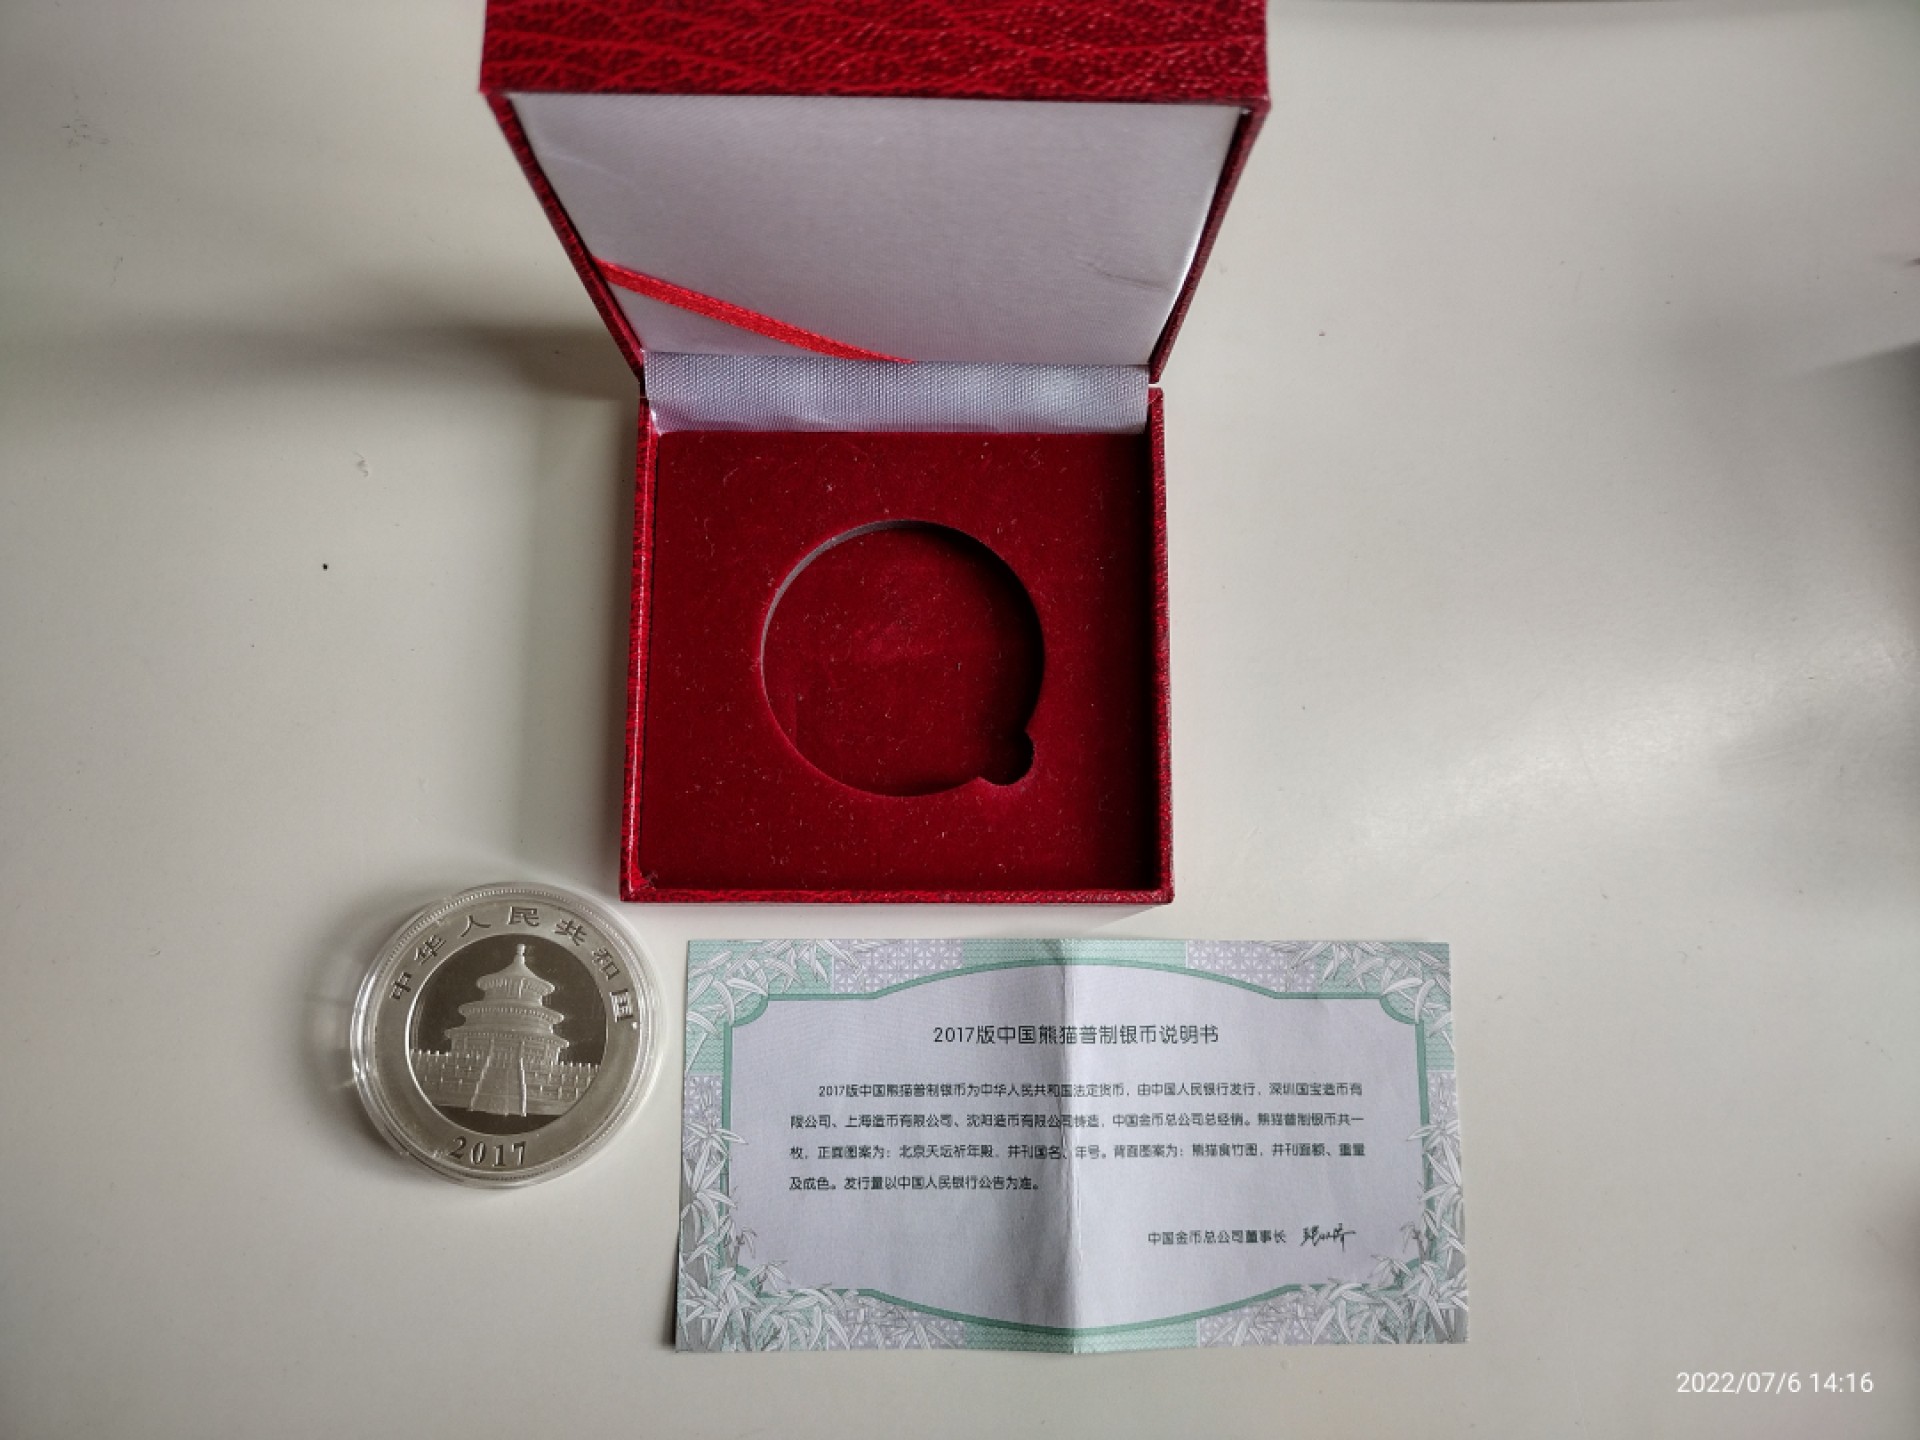 中华人民共和国
2017
2017版中国熊猫普制银币说明书
2017版中国熊猫普制银币为中华人民共和国法定货币，由中国人民银行发行，深圳国宝造币有
限公司、上海造币有限公司、沈阳造币有限公司铸造，中国金币总公司总经销。熊猫普制银币共一
枚，正面图案为：北京天坛祈年殿，并刊国名、年号。背面图案为：熊猫食竹图，并刊面额、重量
及成色。发行量以中国人民银行公告为准。
中国金币总公司董事长
2022/07/6 14:16